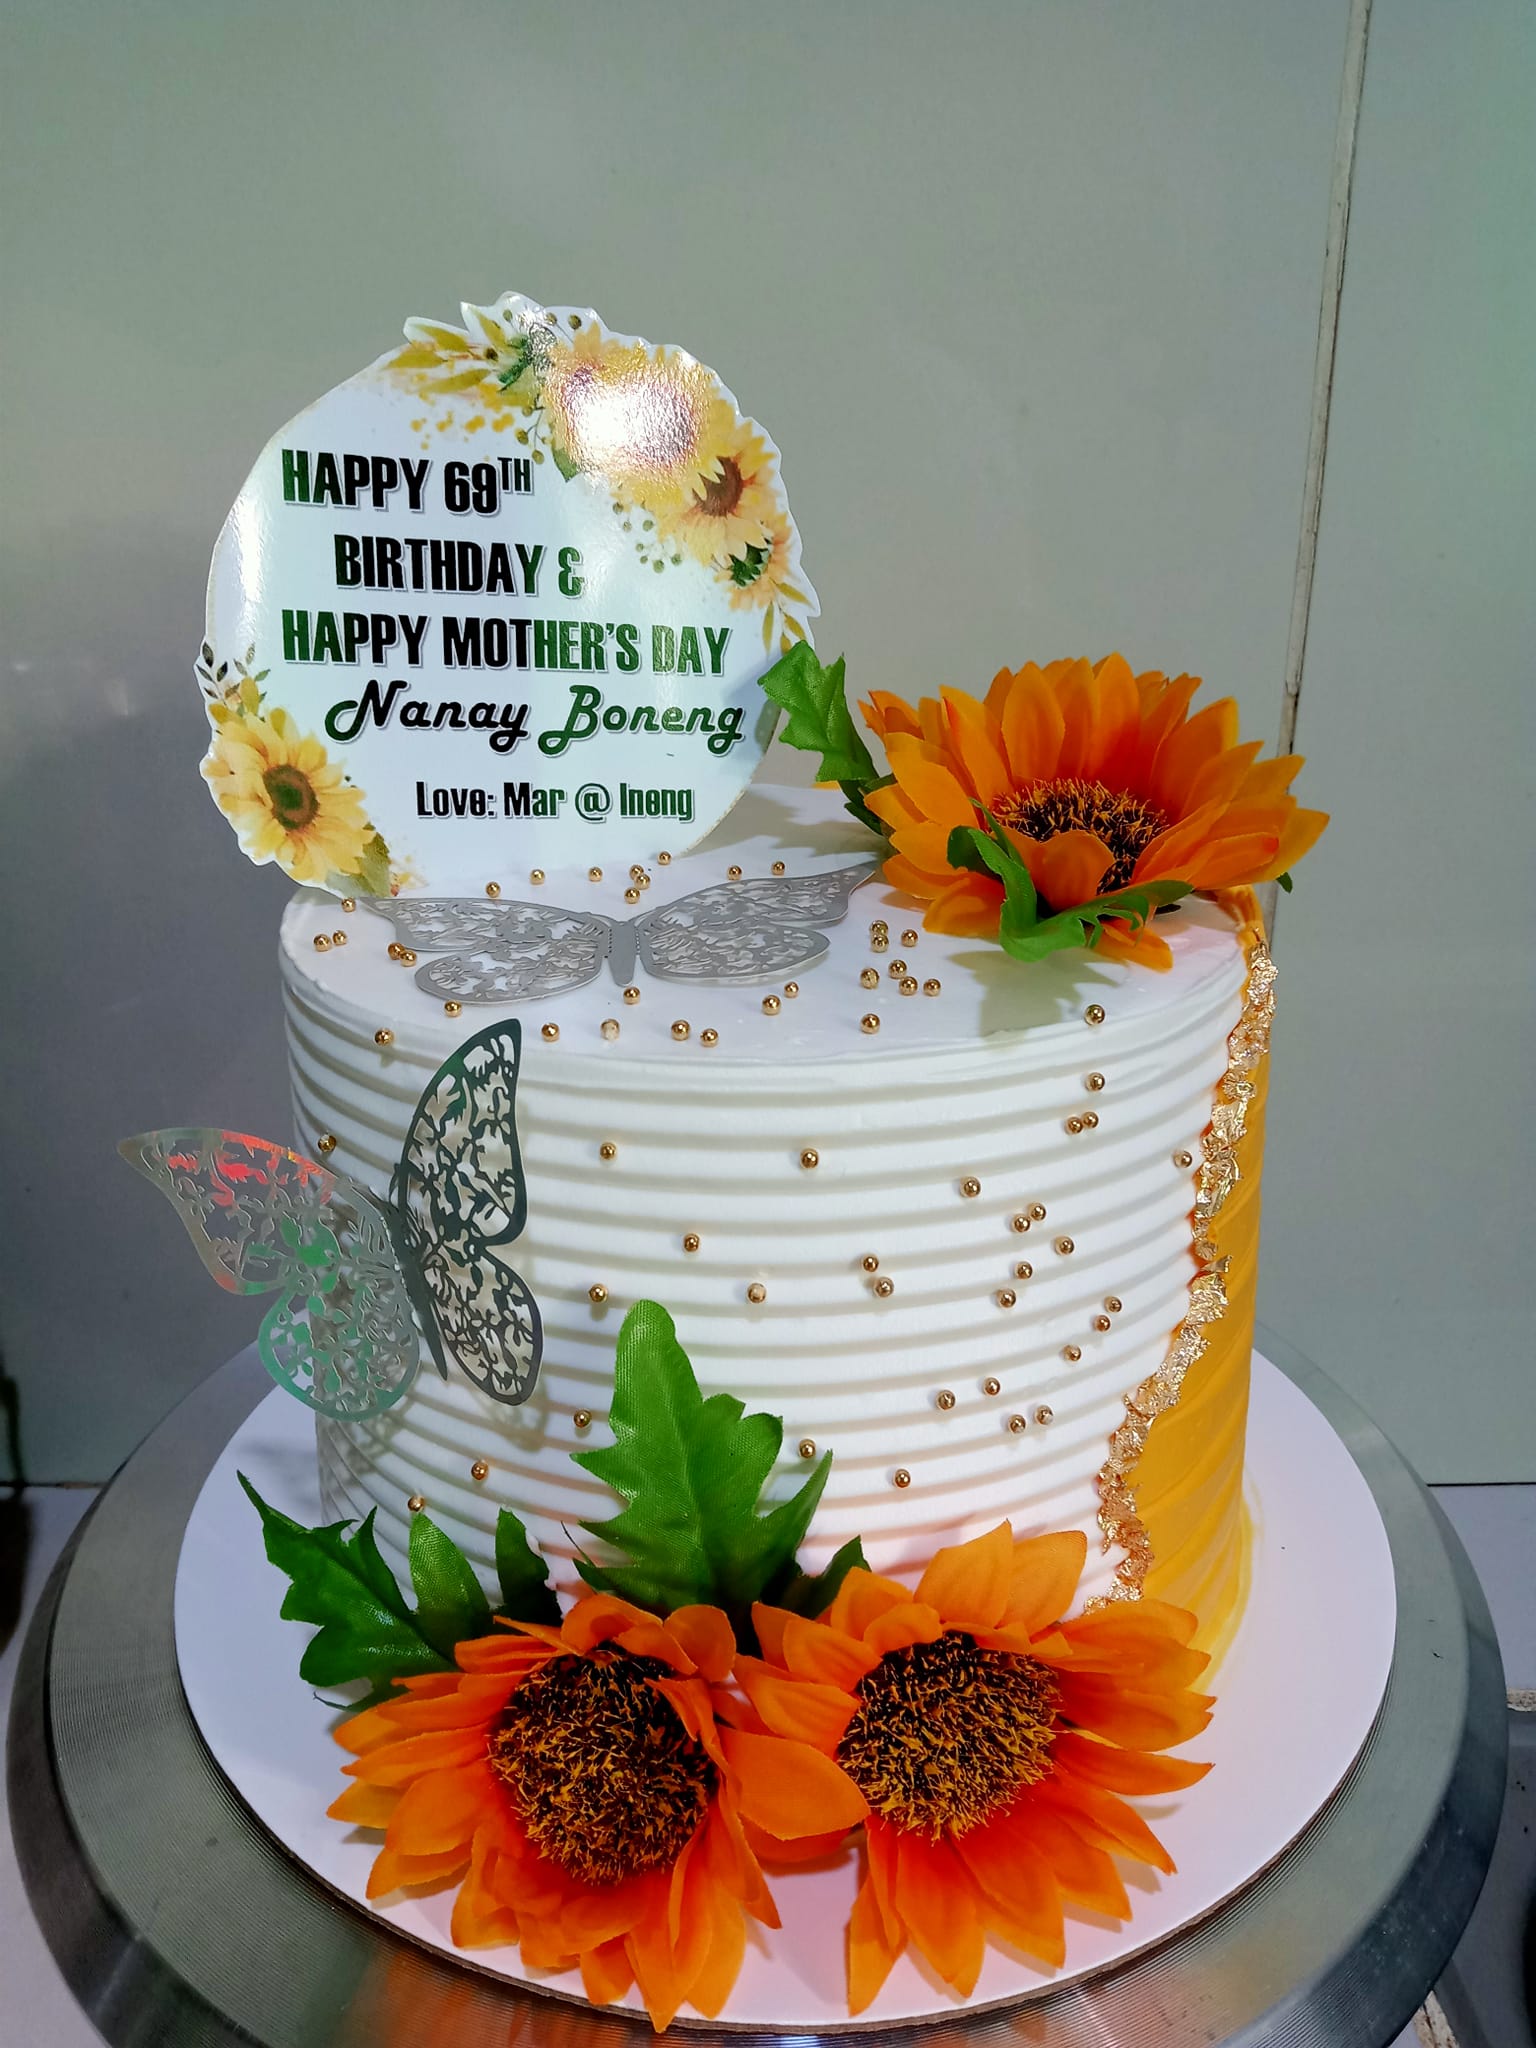 HAPPY 69TH
BIRTHDAY &
HAPPY MOTHER'S DAY
Nanay Boneng
Love: Mar @ Ineng